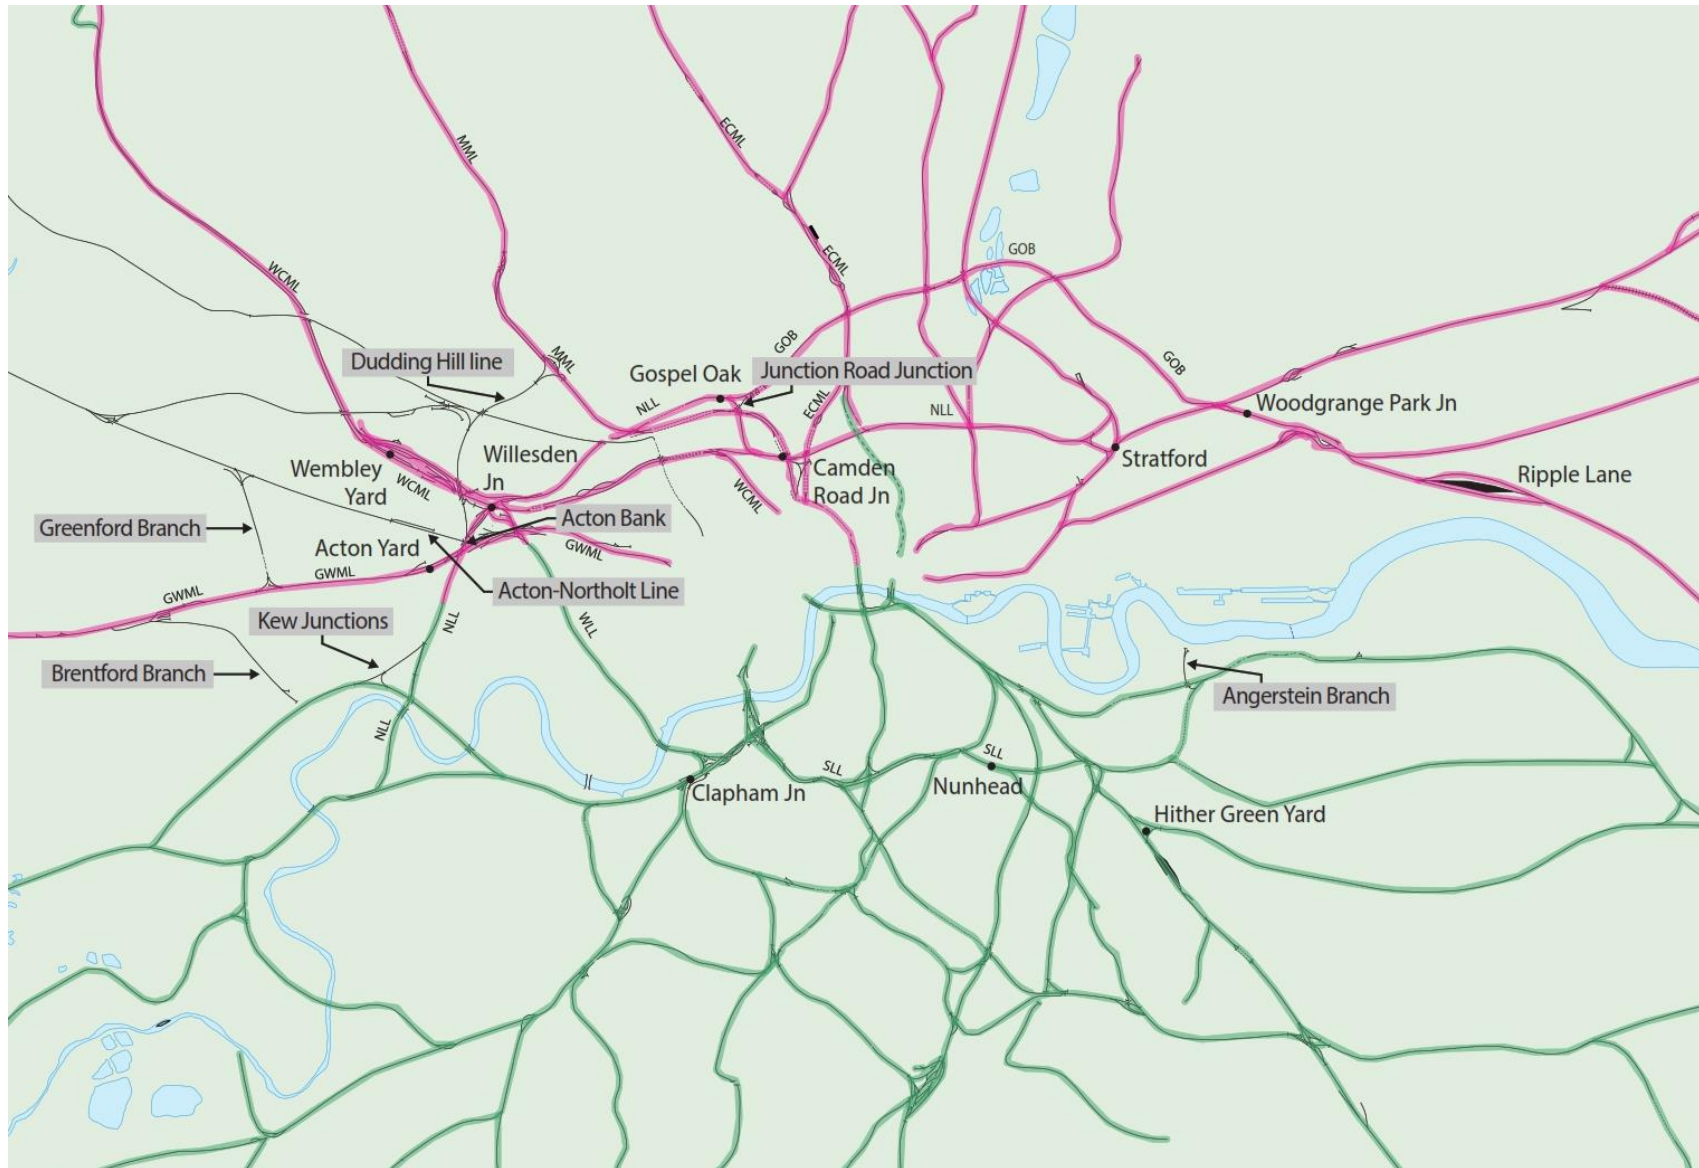 ECML
MML
GOB
WCML
ECML
Dudding Hill line
MML
GOB
GOB
Gospel Oak
Junction Road Junction
NLL
ECML
NLL
Woodgrange Park Jn
Willesden
Jn
Wembley
Yard
WCML
Camden
Road Jn
WCML
Stratford
Ripple Lane
Greenford Branch
Acton Bank
Acton Yard
GWML
GWML
GWML
Acton-Northolt Line
Kew Junctions
NLL
WLL
Brentford Branch
Angerstein Branch
NLL
SLL
SLL
Clapham Jn
Nunhead
Hither Green Yard